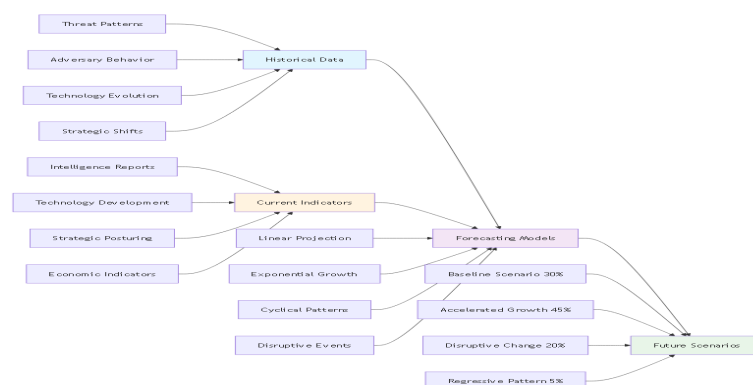 Threat Patterns
Adversary Behavior
Historical Data
Technology Evolution
Strategic Shifts
Intelligence Reports
Technology Development
Current Indicators
Strategic Posturing
Linear Projection
Forecasting Models
Economic Indicators
Exponential Growth
Baseline Scenario 30%
Cyclical Patterns
Accelerated Growth 45%
Disruptive Events
Disruptive Change 20%
Future Scenarios
Regressive Pattern 5%